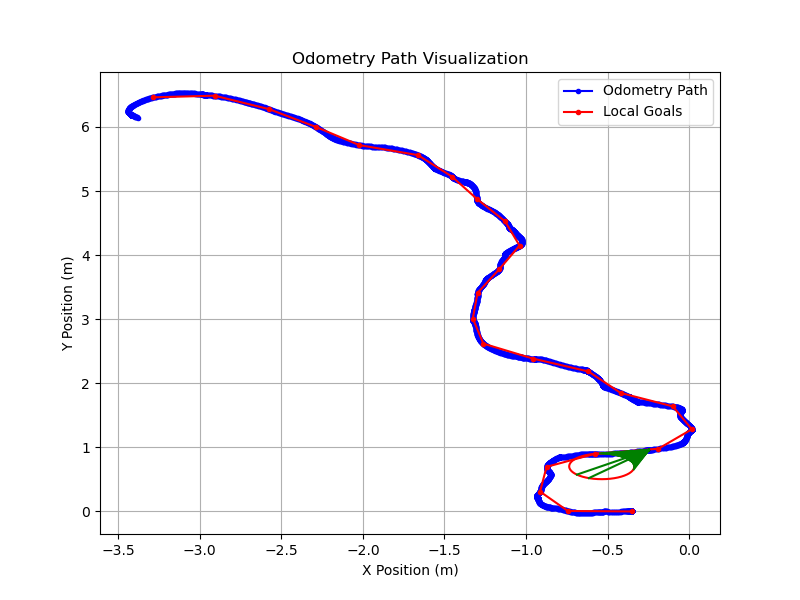 Odometry Path Visualization
Odometry Path
Local Goals
Y Position (m)
6
5
4
3
2
1
0
−3.5 −3.0 −2.5 −2.0 −1.5 −1.0 −0.5 0.0
X Position (m)